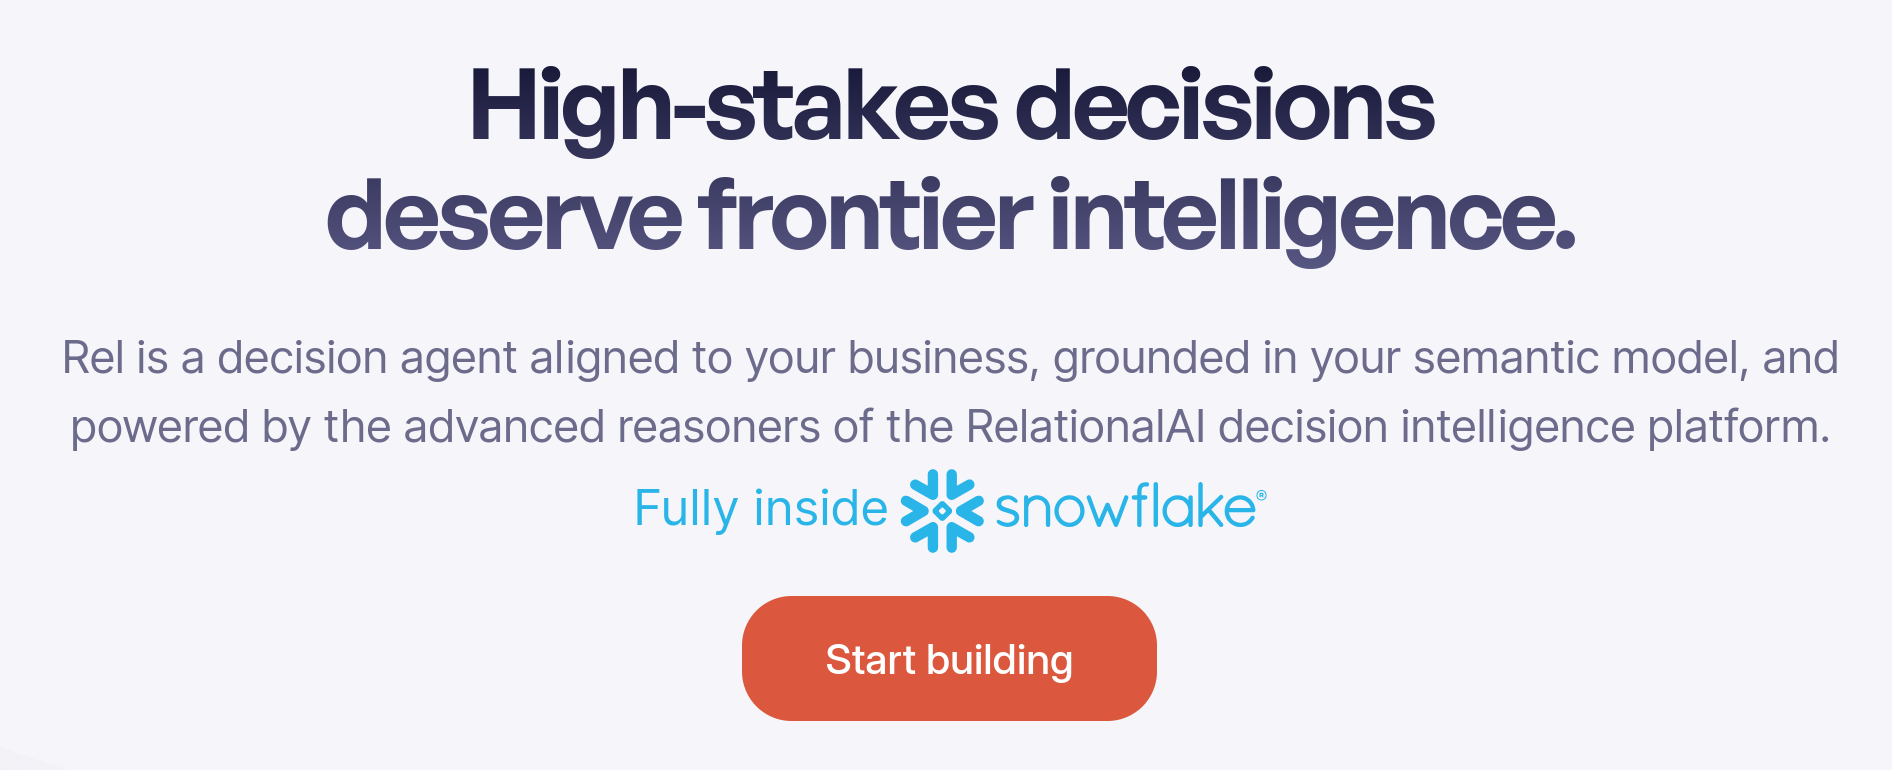 High-stakes decisions
deserve frontier intelligence.
Rel is a decision agent aligned to your business, grounded in your semantic model, and
powered by the advanced reasoners of the RelationalAI decision intelligence platform.
Fully inside snowflake®
Start building